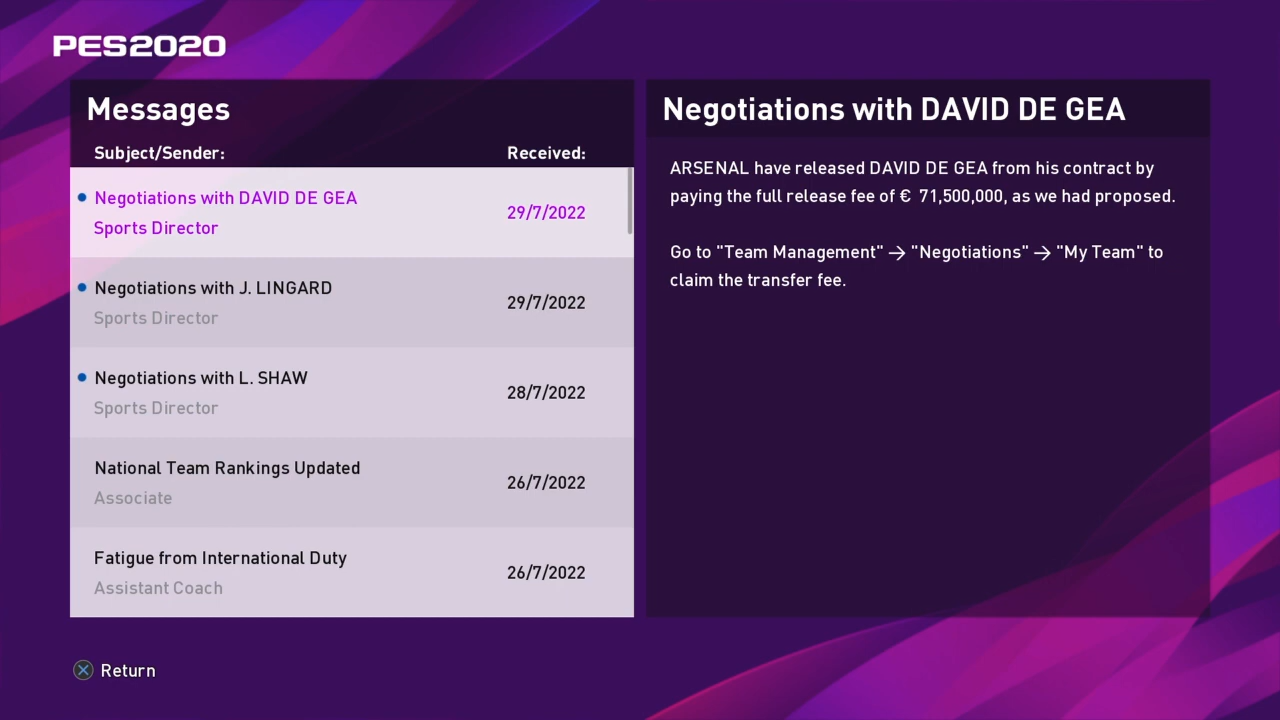 PES2020
Messages
Subject/Sender: Received:
Negotiations with DAVID DE GEA
Sports Director
29/7/2022
Negotiations with J. LINGARD
Sports Director
29/7/2022
Negotiations with L. SHAW
Sports Director
28/7/2022
National Team Rankings Updated
Associate
26/7/2022
Fatigue from International Duty
Assistant Coach
26/7/2022
Negotiations with DAVID DE GEA
ARSENAL have released DAVID DE GEA from his contract by
paying the full release fee of € 71,500,000, as we had proposed.
Go to "Team Management" → "Negotiations" → "My Team" to
claim the transfer fee.
Return